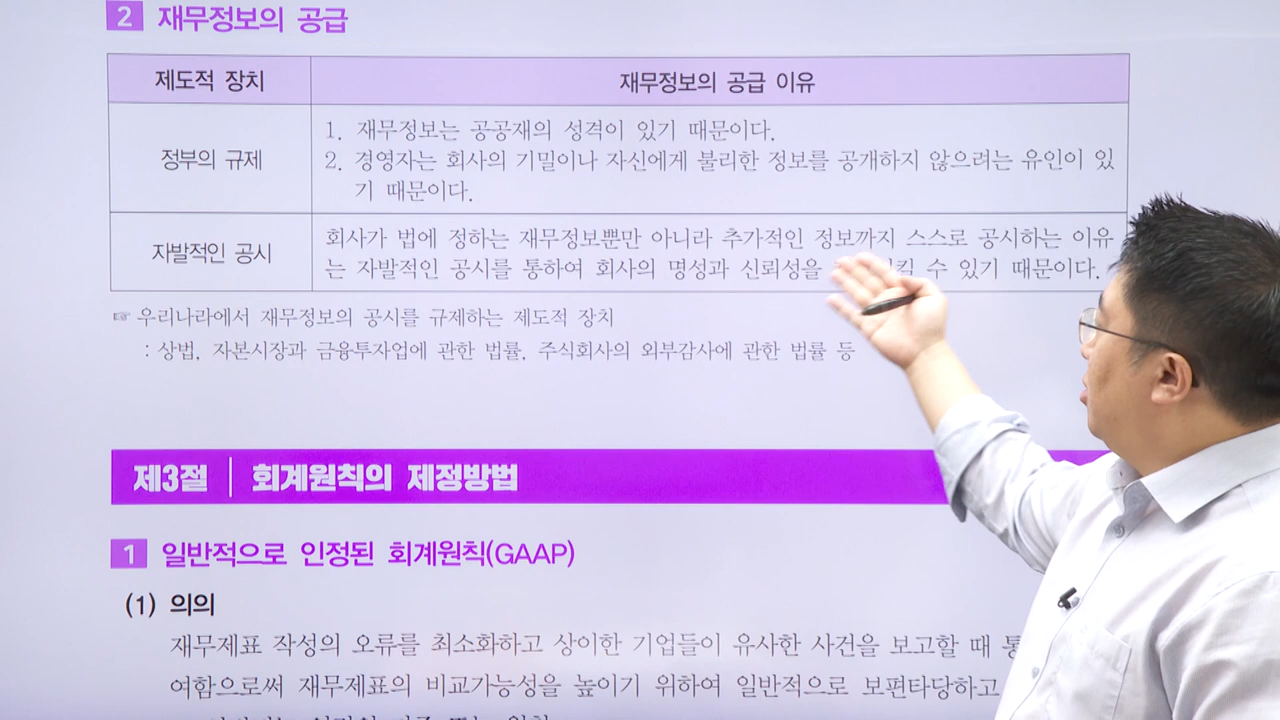 2 재무정보의 공급
제도적 장치 재무정보의 공급 이유
정부의 규제
1. 재무정보는 공공재의 성격이 있기 때문이다.
2. 경영자는 회사의 기밀이나 자신에게 불리한 정보를 공개하지 않으려는 유인이 있
기 때문이다.
자발적인 공시
회사가 법에 정하는 재무정보뿐만 아니라 추가적인 정보까지 스스로 공시하는 이유
는 자발적인 공시를 통하여 회사의 명성과 신뢰성을 수 있기 때문이다.
☞ 우리나라에서 재무정보의 공시를 규제하는 제도적 장치
: 상법, 자본시장과 금융투자업에 관한 법률, 주식회사의 외부감사에 관한 법률 등
제3절 회계원칙의 제정방법
1 일반적으로 인정된 회계원칙(GAAP)
(1) 의의
재무제표 작성의 오류를 최소화하고 상이한 기업들이 유사한 사건을 보고할 때
여함으로써 재무제표의 비교가능성을 높이기 위하여 일반적으로 보편타당하고